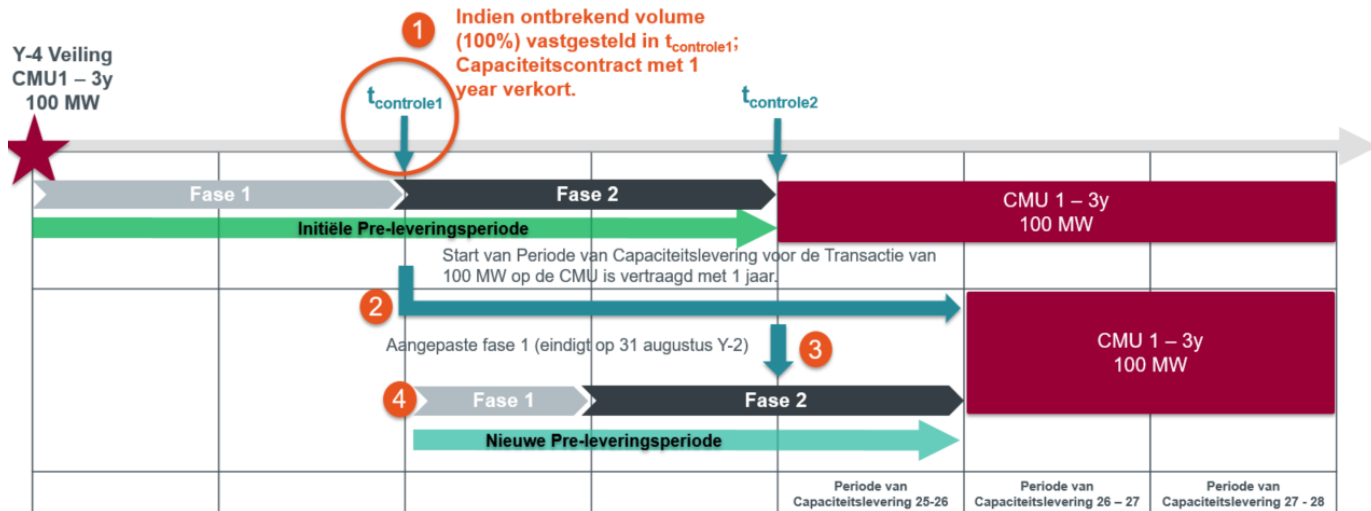 Y-4 Veiling
CMU1 – 3y
100 MW
1
Indien ontbrekend volume
(100%) vastgesteld in tcontrole1;
Capaciteitscontract met 1
year verkort.
tcontrole1
tcontrole2
Fase 1
Fase 2
CMU 1 – 3y
100 MW
Initiële Pre-leveringsperiode
Start van Periode van Capaciteitslevering voor de Transactie van
100 MW op de CMU is vertraagd met 1 jaar.
2
Aangepaste fase 1 (eindigt op 31 augustus Y-2)
3
CMU 1 – 3y
100 MW
4
Fase 1
Fase 2
Nieuwe Pre-leveringsperiode
Periode van
Capaciteitslevering 25-26
Periode van
Capaciteitslevering 26 – 27
Periode van
Capaciteitslevering 27 - 28